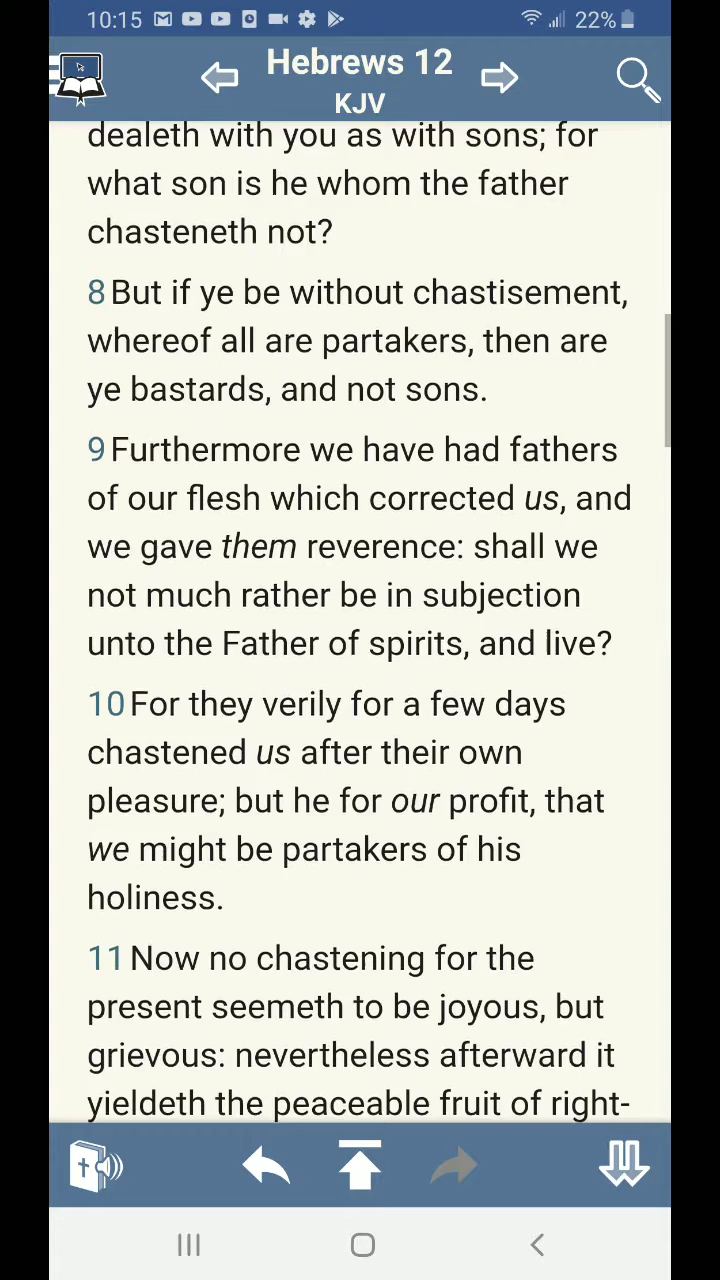 10:15 22%
Hebrews 12
KJV
dealeth with you as with sons; for
what son is he whom the father
chasteneth not?
8 But if ye be without chastisement,
whereof all are partakers, then are
ye bastards, and not sons.
9 Furthermore we have had fathers
of our flesh which corrected us, and
we gave them reverence: shall we
not much rather be in subjection
unto the Father of spirits, and live?
10 For they verily for a few days
chastened us after their own
pleasure; but he for our profit, that
we might be partakers of his
holiness.
11 Now no chastening for the
present seemeth to be joyous, but
grievous: nevertheless afterward it
yieldeth the peaceable fruit of right-